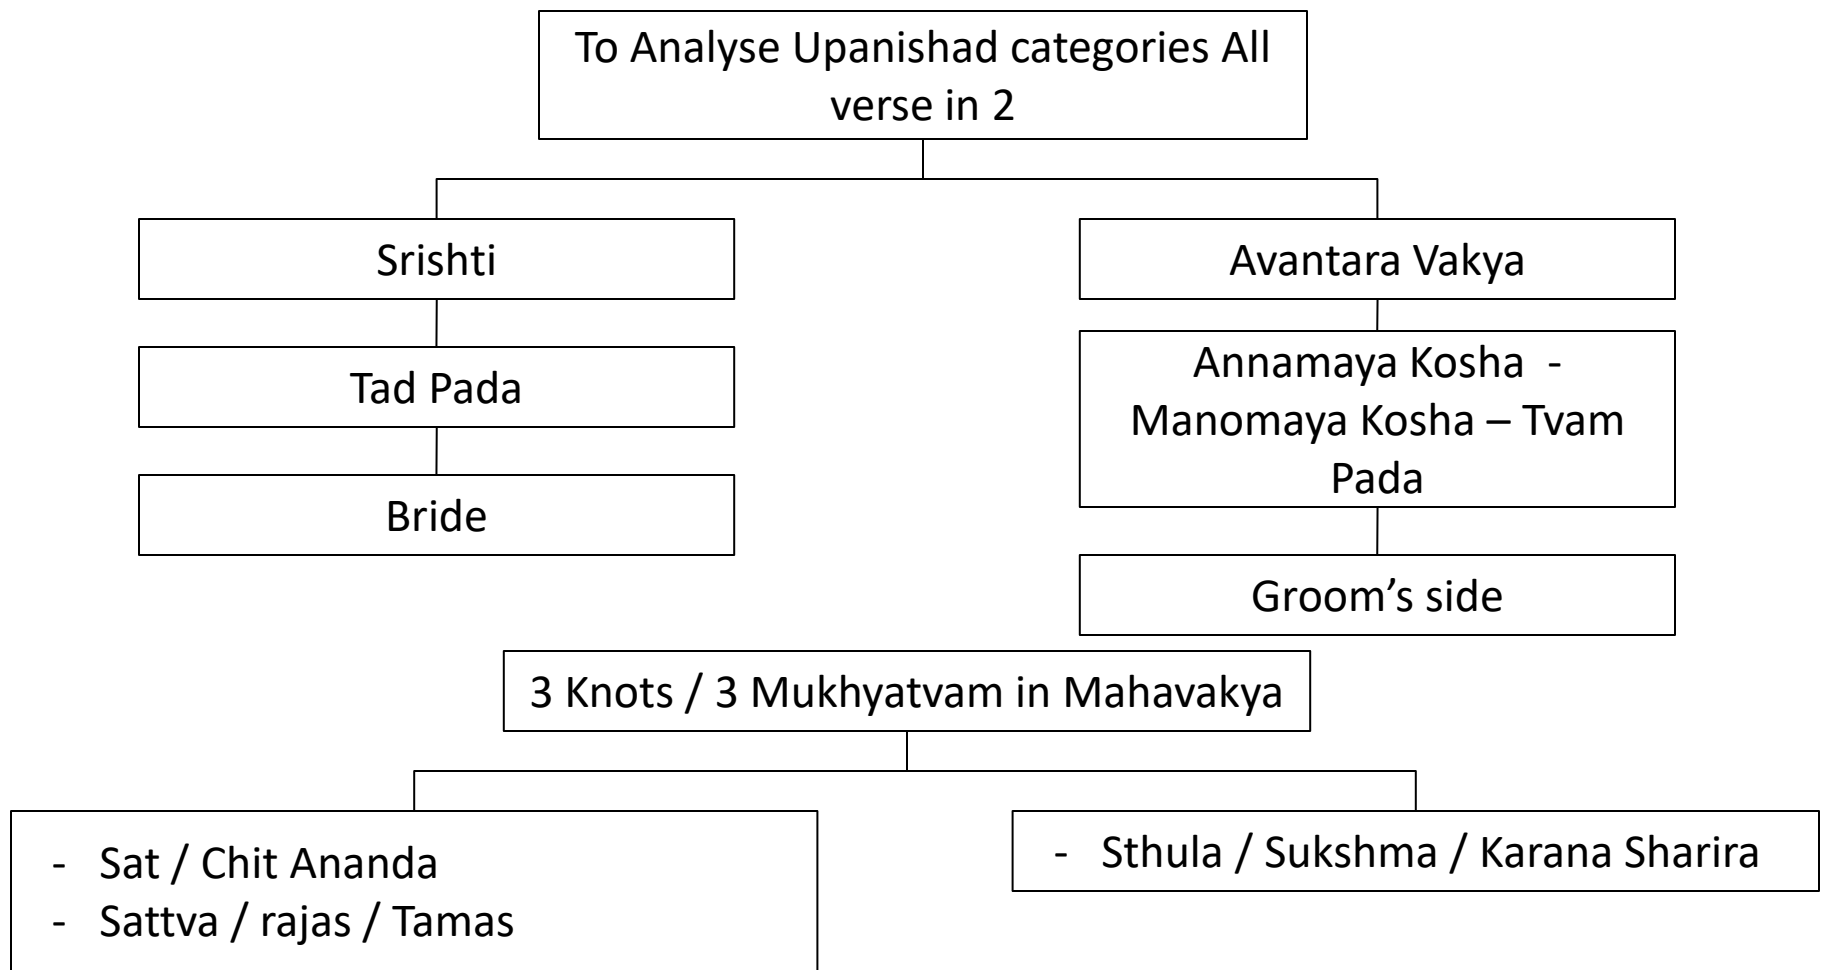 To Analyse Upanishad categories All
verse in 2
Srishti
Tad Pada
Bride
Avantara Vakya
Annamaya Kosha -
Manomaya Kosha – Tvam
Pada
Groom’s side
3 Knots / 3 Mukhyatvam in Mahavakya
- Sat / Chit Ananda
- Sattva / rajas / Tamas
- Sthula / Sukshma / Karana Sharira